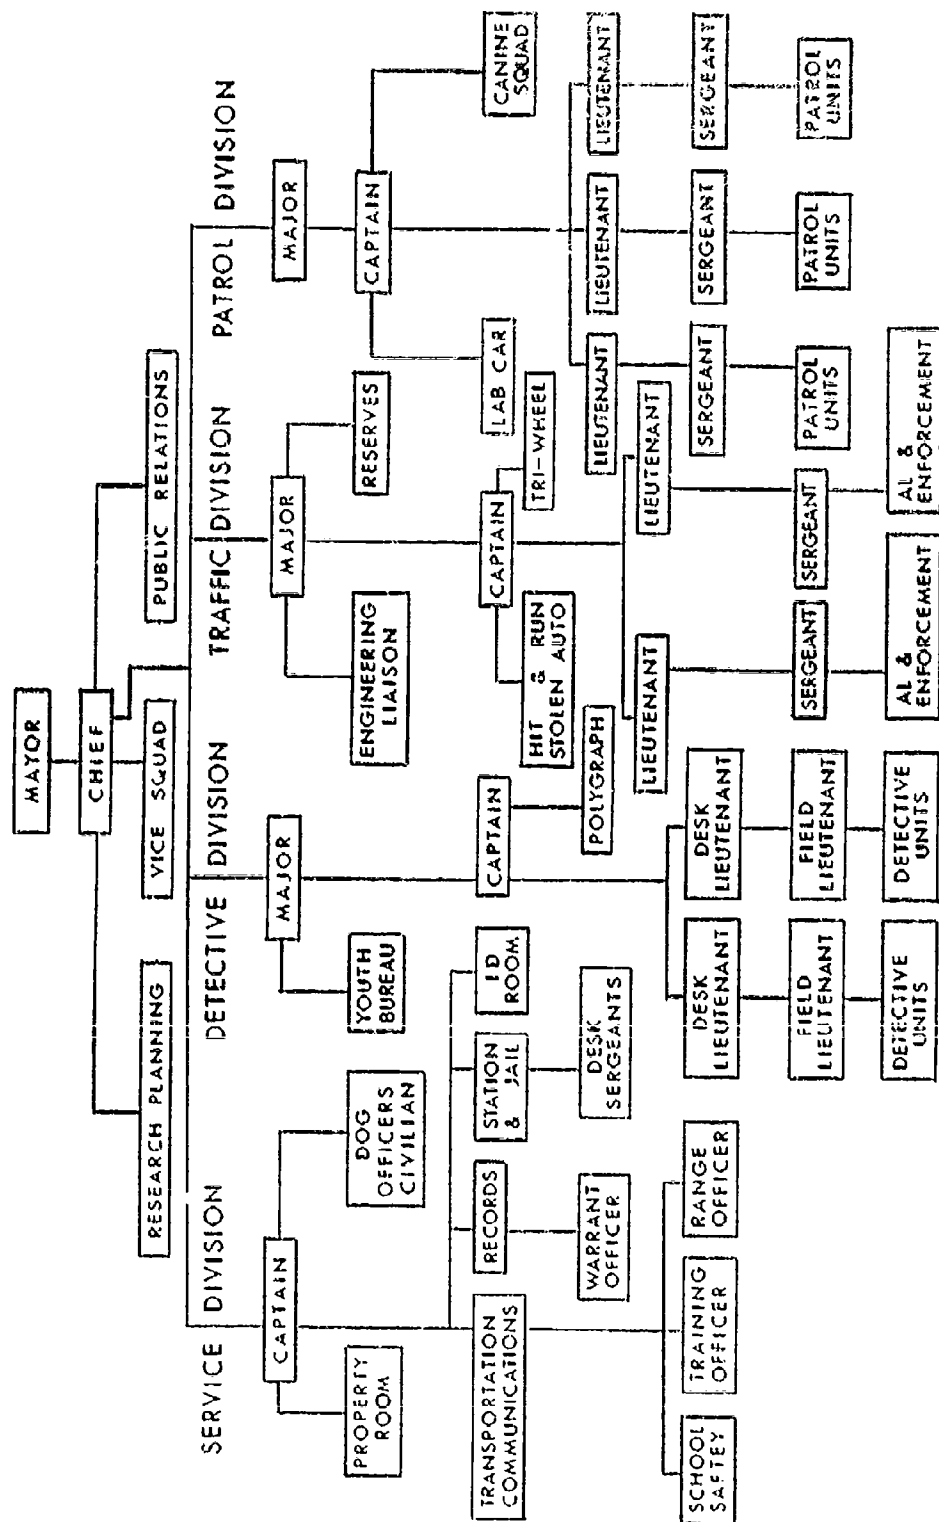 MAYOR
CHIEF
RESEARCH PLANNING
VICE SQUAD
PUBLIC RELATIONS
SERVICE DIVISION
DETECTIVE DIVISION
TRAFFIC DIVISION
PATROL DIVISION
CAPTAIN
MAJOR
MAJOR
MAJOR
PROPERTY
ROOM
DOG
OFFICERS
CIVILIAN
YOUTH
BUREAU
ENGINEERING
LIAISON
RESERVES
CAPTAIN
TRANSPORTATION
COMMUNICATIONS
RECORDS
STATION
& JAIL
ID
ROOM
CAPTAIN
CAPTAIN
LAB CAR
CANINE
SQUAD
WARRANT
OFFICER
DESK
SERGEANTS
POLYGRAPH
HIT & RUN
STOLEN AUTO
TRI-WHEEL
LIEUTENANT
LIEUTENANT
LIEUTENANT
LIEUTENANT
LIEUTENANT
SCHOOL
SAFTEY
TRAINING
OFFICER
RANGE
OFFICER
DESK
LIEUTENANT
DESK
LIEUTENANT
SERGEANT
SERGEANT
SERGEANT
FIELD
LIEUTENANT
FIELD
LIEUTENANT
SERGEANT
SERGEANT
PATROL
UNITS
PATROL
UNITS
PATROL
UNITS
DETECTIVE
UNITS
DETECTIVE
UNITS
AL &
ENFORCEMENT
AL &
ENFORCEMENT